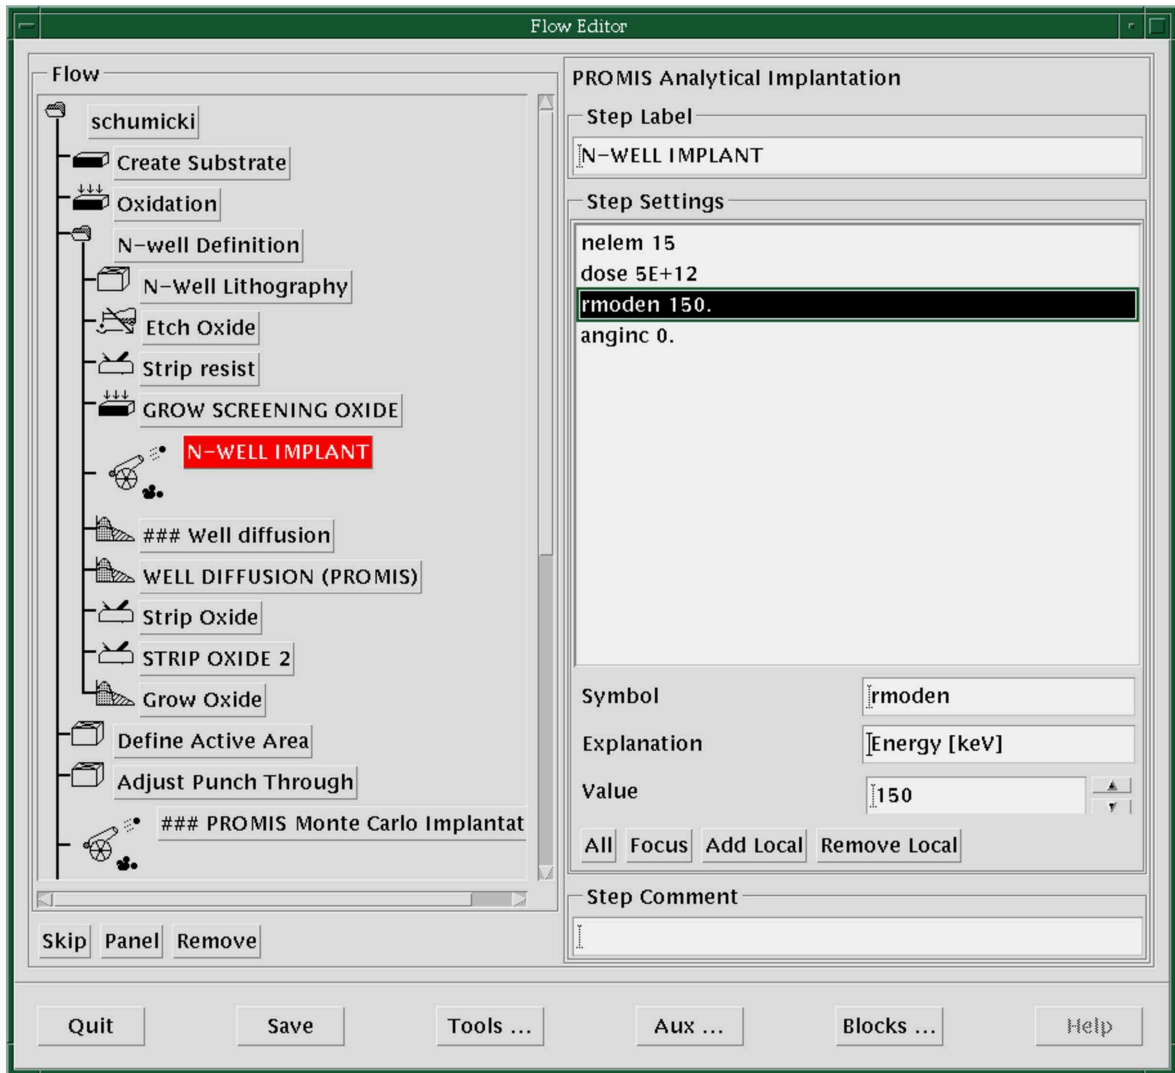 Flow Editor
Flow
schumicki
Create Substrate
Oxidation
N-well Definition
N-Well Lithography
Etch Oxide
Strip resist
GROW SCREENING OXIDE
N-WELL IMPLANT
### Well diffusion
WELL DIFFUSION (PROMIS)
Strip Oxide
STRIP OXIDE 2
Grow Oxide
Define Active Area
Adjust Punch Through
### PROMIS Monte Carlo Implantat
Skip Panel Remove
PROMIS Analytical Implantation
Step Label
N-WELL IMPLANT
Step Settings
nelem 15
dose 5E+12
rmoden 150.
anginc 0.
Symbol rmoden
Explanation Energy [keV]
Value 150
All Focus Add Local Remove Local
Step Comment
Quit Save Tools ... Aux ... Blocks ... Help